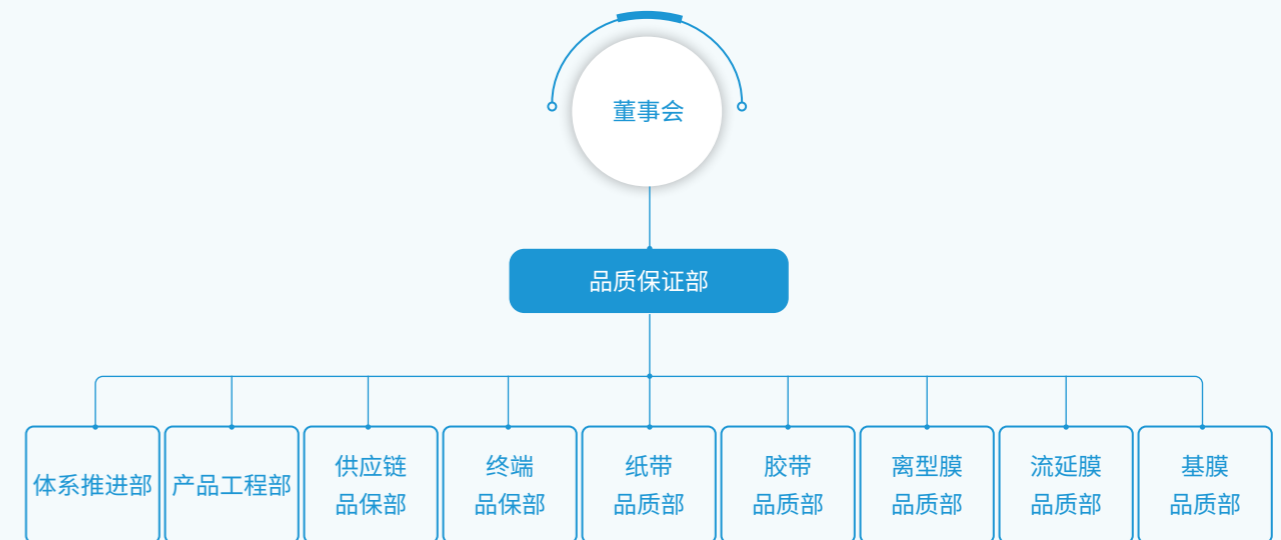 董事会
品质保证部
体系推进部
产品工程部
供应链
品保部
终端
品保部
纸带
品质部
胶带
品质部
离型膜
品质部
流延膜
品质部
基膜
品质部